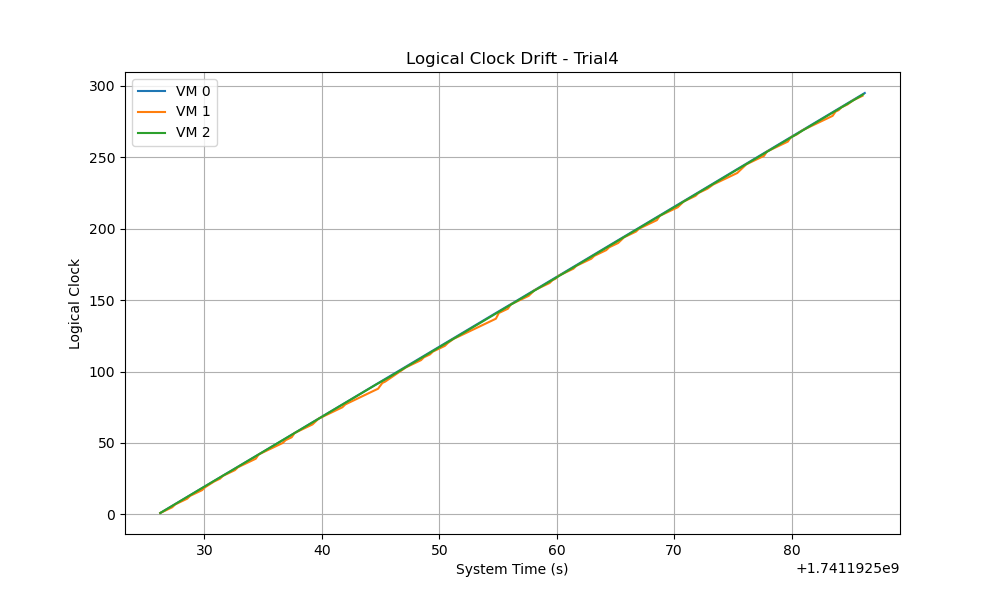 Logical Clock Drift - Trial4
VM 0
VM 1
VM 2
Logical Clock
300
250
200
150
100
50
0
30 40 50 60 70 80
System Time (s)
+1.7411925e9